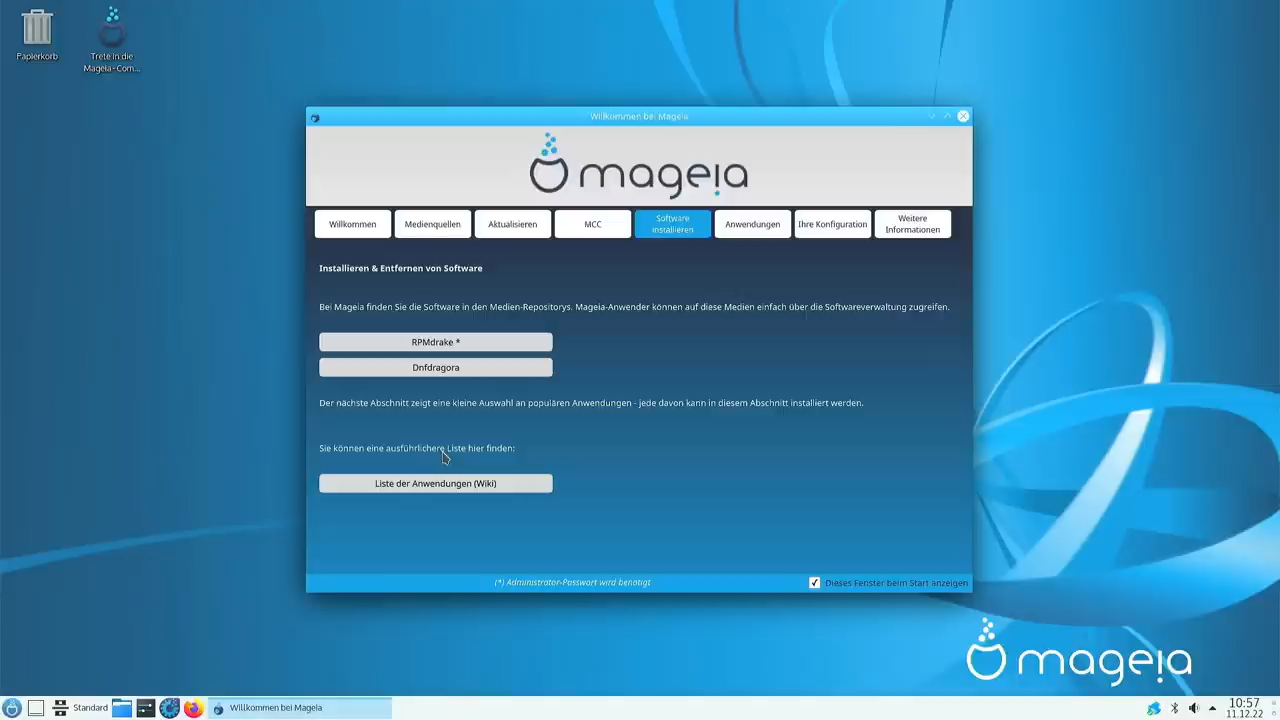 Papierkorb
Trete in die
Mageia-Com...
Willkommen bei Mageia
mageia
Willkommen
Medienquellen
Aktualisieren
MCC
Software
installieren
Anwendungen
Ihre Konfiguration
Weitere
Informationen
Installieren & Entfernen von Software
Bei Mageia finden Sie die Software in den Medien-Repositorys. Mageia-Anwender können auf diese Medien einfach über die Softwareverwaltung zugreifen.
RPMdrake *
Dnfdragora
Der nächste Abschnitt zeigt eine kleine Auswahl an populären Anwendungen - jede davon kann in diesem Abschnitt installiert werden.
Sie können eine ausführlichere Liste hier finden:
Liste der Anwendungen (Wiki)
(*) Administrator-Passwort wird benötigt
Dieses Fenster beim Start anzeigen
mageia
Standard
Willkommen bei Mageia
10:57
11.12.22